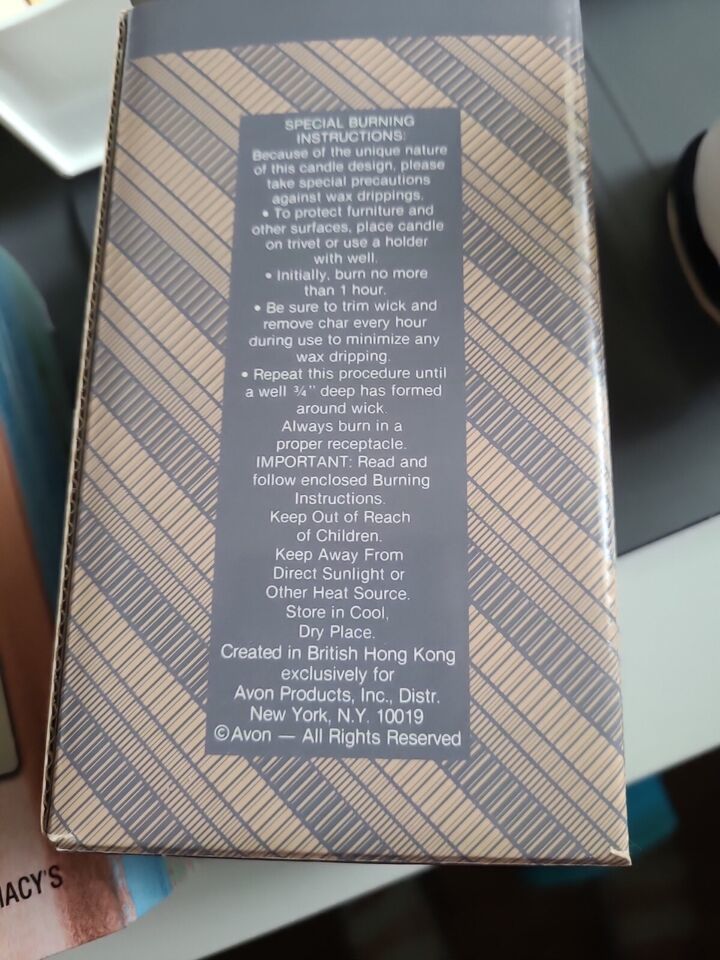 SPECIAL BURNING
INSTRUCTIONS:
Because of the unique nature
of this candle design, please
take special precautions
against wax drippings.
• To protect furniture and
other surfaces, place candle
on trivet or use a holder
with well.
• Initially, burn no more
than 1 hour.
• Be sure to trim wick and
remove char every hour
during use to minimize any
wax dripping.
• Repeat this procedure until
a well ¾" deep has formed
around wick.
Always burn in a
proper receptacle.
IMPORTANT: Read and
follow enclosed Burning
Instructions.
Keep Out of Reach
of Children.
Keep Away From
Direct Sunlight or
Other Heat Source.
Store in Cool,
Dry Place.
Created in British Hong Kong
exclusively for
Avon Products, Inc., Distr.
New York, N.Y. 10019
©Avon — All Rights Reserved
IACY'S